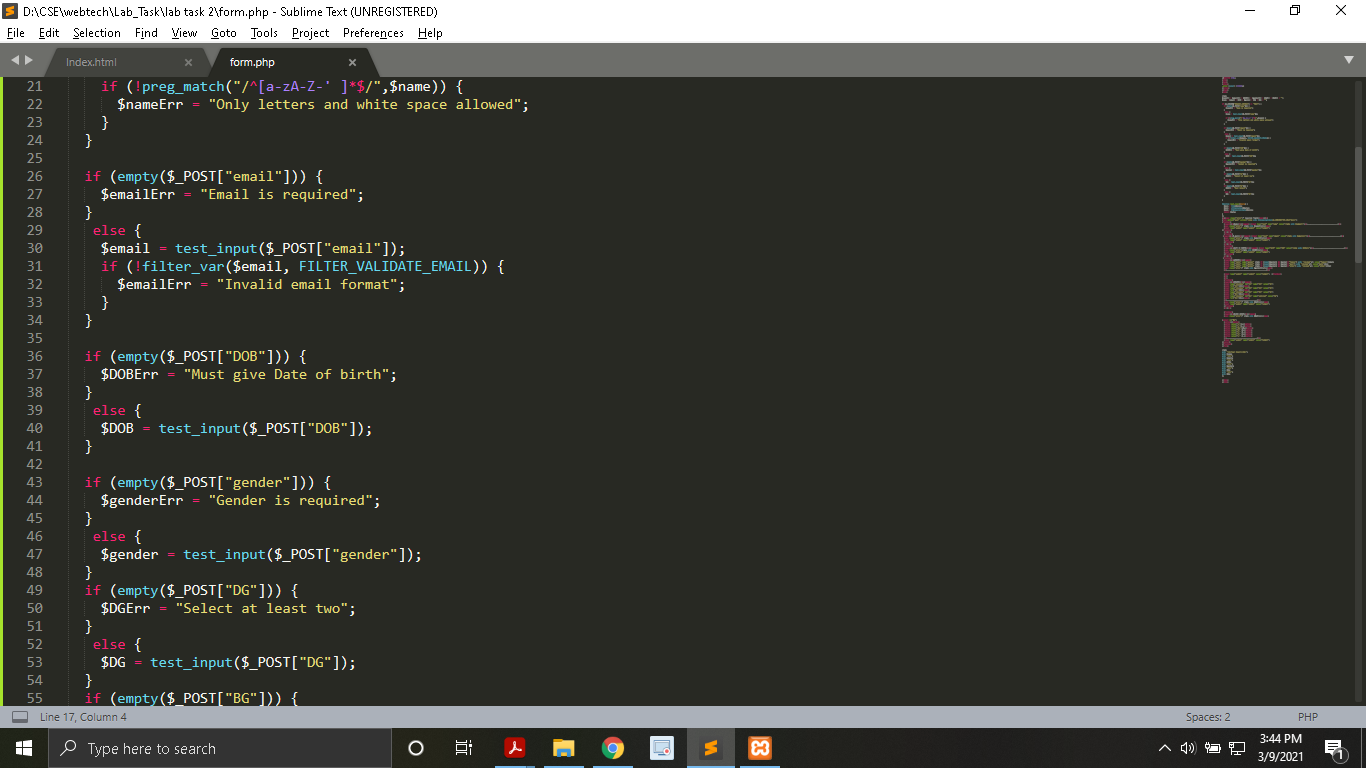 D:\CSE\webtech\Lab_Task\lab task 2\form.php - Sublime Text (UNREGISTERED)
File Edit Selection Find View Goto Tools Project Preferences Help
Index.html form.php
21 if (!preg_match("/^[a-zA-Z-' ]*$/",$name)) {
22 $nameErr = "Only letters and white space allowed";
23 }
24 }
25
26 if (empty($_POST["email"])) {
27 $emailErr = "Email is required";
28 }
29 else {
30 $email = test_input($_POST["email"]);
31 if (!filter_var($email, FILTER_VALIDATE_EMAIL)) {
32 $emailErr = "Invalid email format";
33 }
34 }
35
36 if (empty($_POST["DOB"])) {
37 $DOBErr = "Must give Date of birth";
38 }
39 else {
40 $DOB = test_input($_POST["DOB"]);
41 }
42
43 if (empty($_POST["gender"])) {
44 $genderErr = "Gender is required";
45 }
46 else {
47 $gender = test_input($_POST["gender"]);
48 }
49 if (empty($_POST["DG"])) {
50 $DGErr = "Select at least two";
51 }
52 else {
53 $DG = test_input($_POST["DG"]);
54 }
55 if (empty($_POST["BG"])) {
Line 17, Column 4 Spaces: 2 PHP
Type here to search
3:44 PM
3/9/2021
1